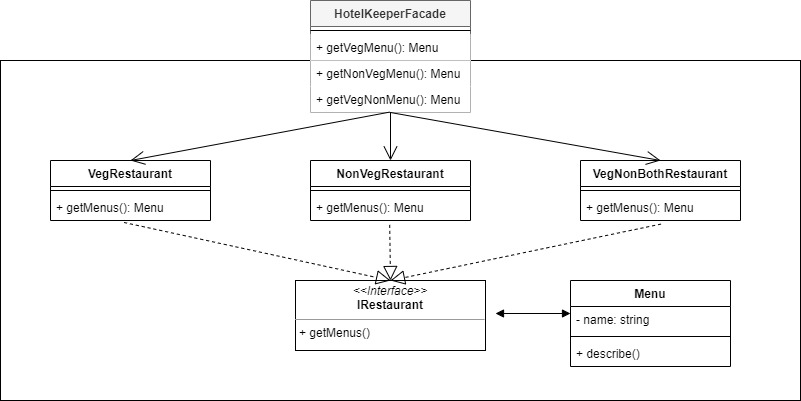 HotelKeeperFacade
+ getVegMenu(): Menu
+ getNonVegMenu(): Menu
+ getVegNonMenu(): Menu
VegRestaurant
+ getMenus(): Menu
NonVegRestaurant
+ getMenus(): Menu
VegNonBothRestaurant
+ getMenus(): Menu
<<Interface>>
IRestaurant
+ getMenus()
Menu
- name: string
+ describe()